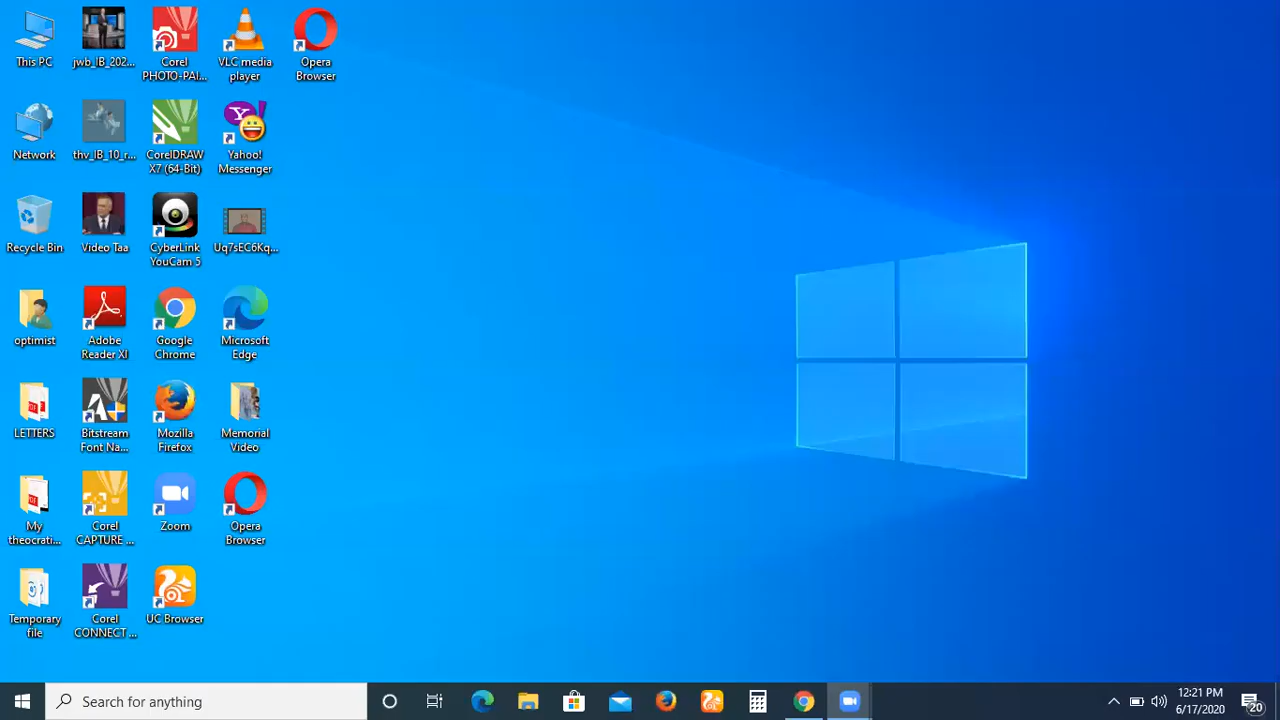 This PC
jwb_IB_202...
Corel
PHOTO-PAI...
VLC media
player
Opera
Browser
Network
thv_IB_10_r...
CorelDRAW
X7 (64-Bit)
Yahoo!
Messenger
Recycle Bin
Video Taa
CyberLink
YouCam 5
Uq7sEC6Kq...
optimist
Adobe
Reader XI
Google
Chrome
Microsoft
Edge
LETTERS
Bitstream
Font Na...
Mozilla
Firefox
Memorial
Video
My
theocrati...
Corel
CAPTURE ...
Zoom
Opera
Browser
Temporary
file
Corel
CONNECT ...
UC Browser
Search for anything
12:21 PM
6/17/2020
20